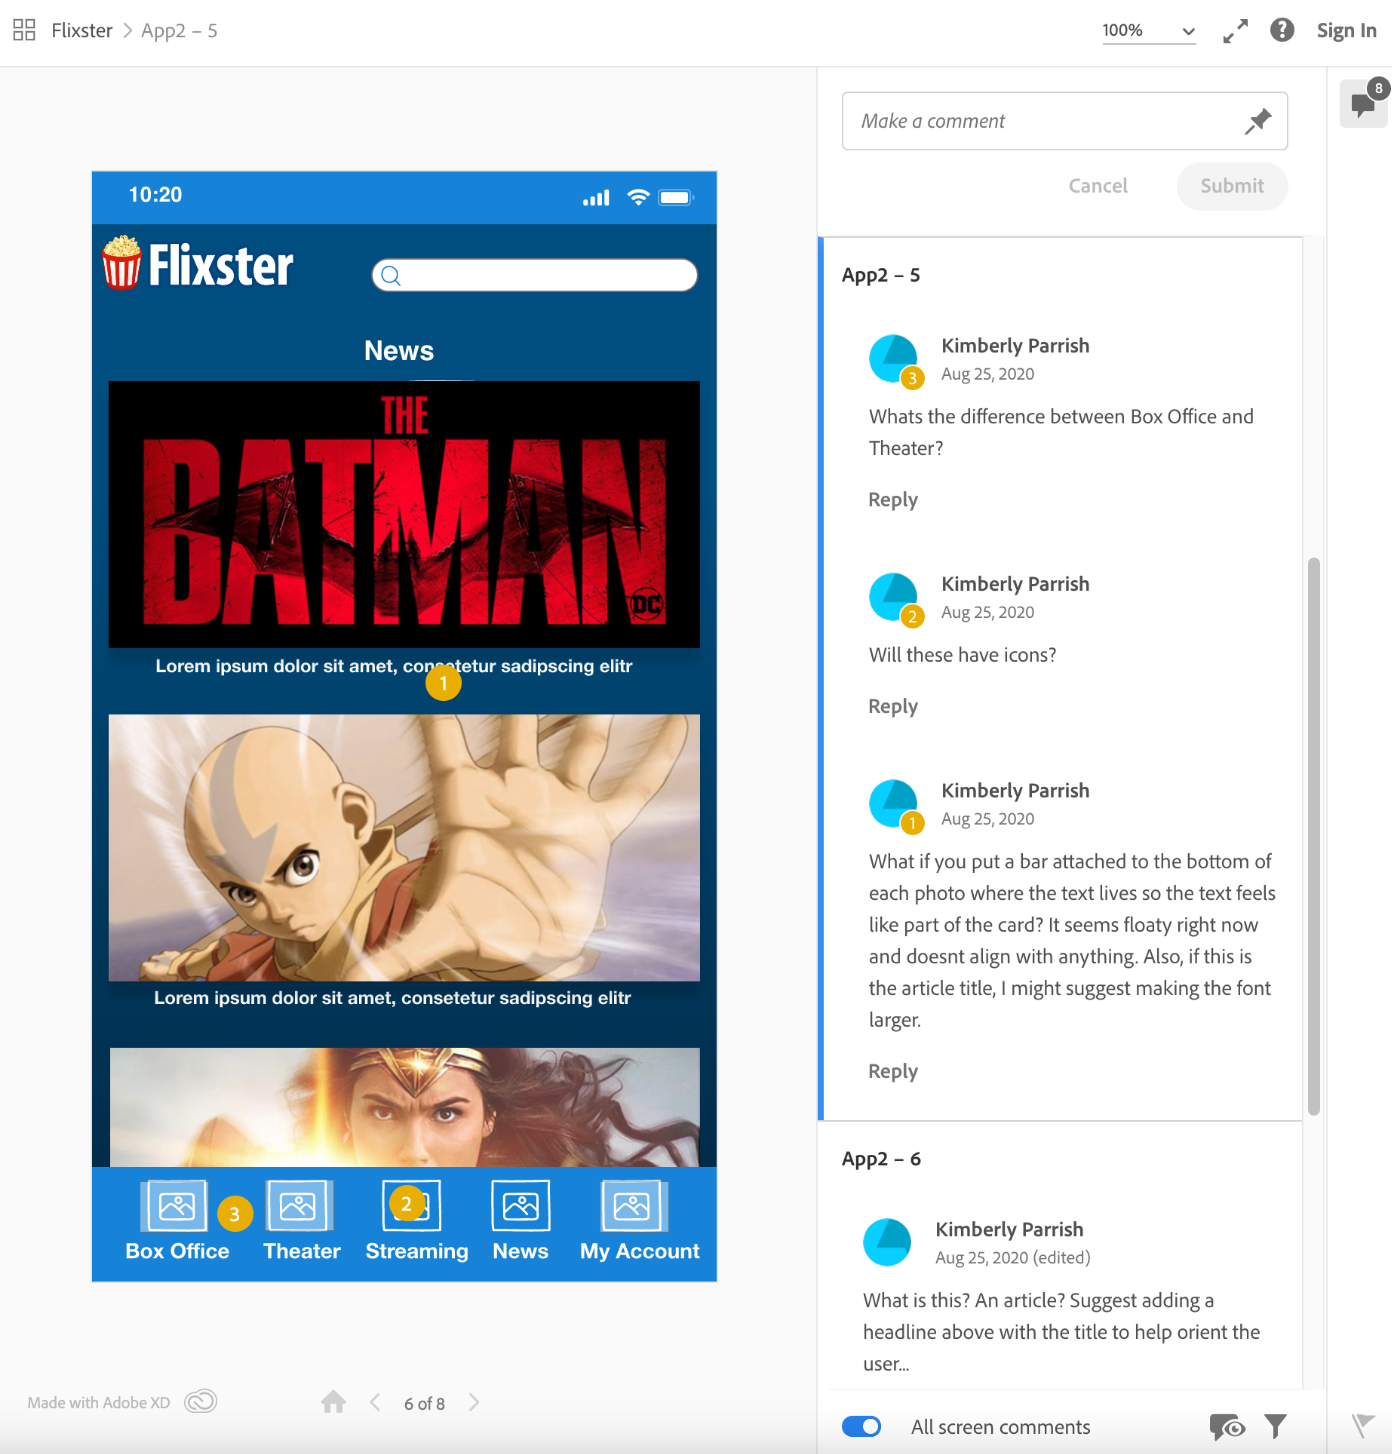 Flixster > App2 – 5
100%
?
Sign In
8
Make a comment
Cancel
Submit
10:20
Flixster
News
THE
BATMAN
DC
Lorem ipsum dolor sit amet, consetetur sadipscing elitr
1
Lorem ipsum dolor sit amet, consetetur sadipscing elitr
3
2
Box Office
Theater
Streaming
News
My Account
Made with Adobe XD
6 of 8
App2 – 5
Kimberly Parrish
3
Aug 25, 2020
Whats the difference between Box Office and
Theater?
Reply
Kimberly Parrish
2
Aug 25, 2020
Will these have icons?
Reply
Kimberly Parrish
1
Aug 25, 2020
What if you put a bar attached to the bottom of
each photo where the text lives so the text feels
like part of the card? It seems floaty right now
and doesnt align with anything. Also, if this is
the article title, I might suggest making the font
larger.
Reply
App2 – 6
Kimberly Parrish
Aug 25, 2020 (edited)
What is this? An article? Suggest adding a
headline above with the title to help orient the
user...
All screen comments